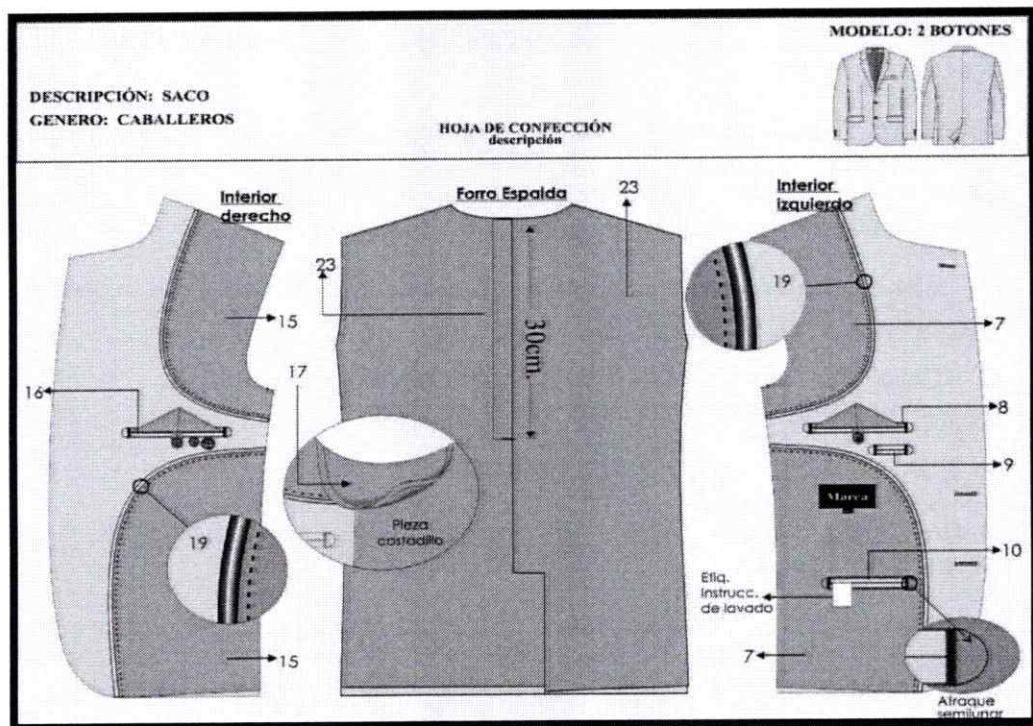 MODELO: 2 BOTONES
DESCRIPCIÓN: SACO
GENERO: CABALLEROS
HOJA DE CONFECCIÓN
descripción
Interior
derecho
Forro Espalda
23
Interior
izquierdo
23
19
30cm.
15
7
17
16
8
9
Marca
Pieza
costadillo
19
10
Etiq.
Instrucc.
de lavado
15
7
Atraque
semilunar